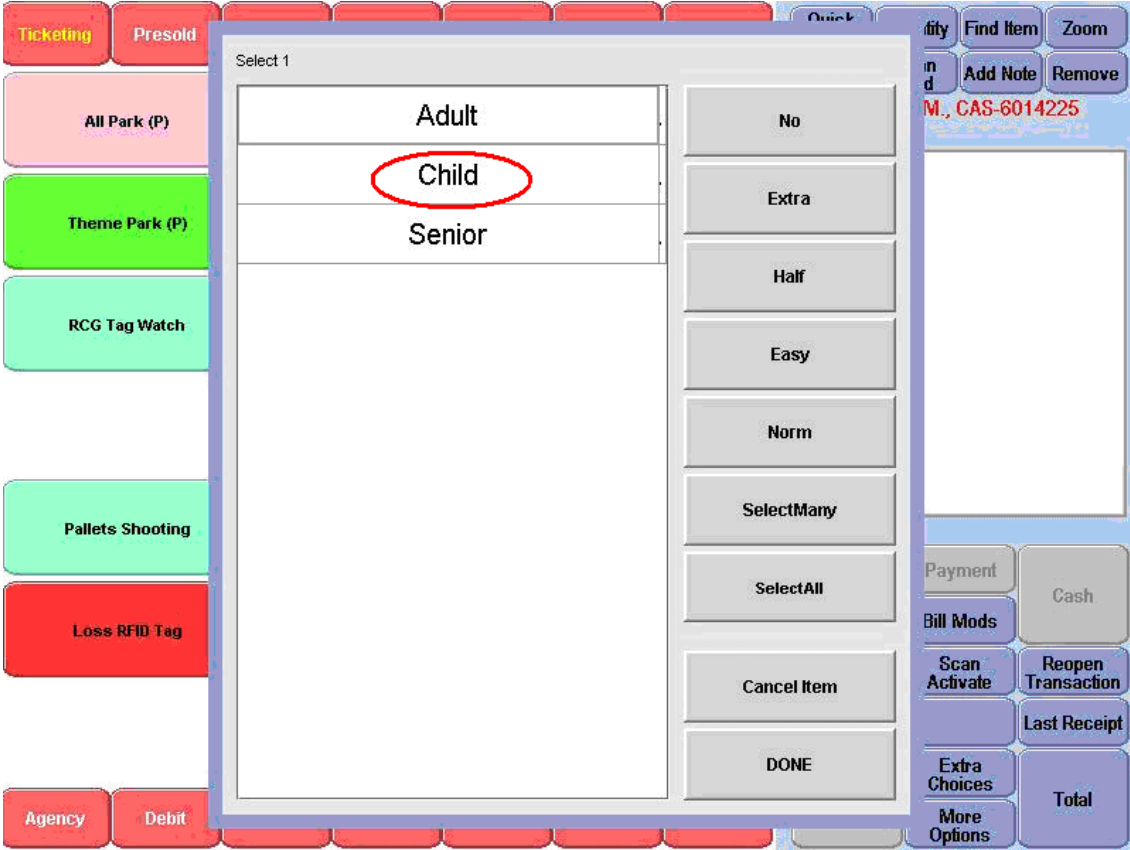 Ticketing
Presold
Quick
Find Item
Zoom
Add Note
Remove
M., CAS-6014225
All Park (P)
Theme Park (P)
RCG Tag Watch
Pallets Shooting
Loss RFID Tag
Agency
Debit
Select 1
Adult
Child
Senior
No
Extra
Half
Easy
Norm
SelectMany
SelectAll
Cancel Item
DONE
Payment
Cash
Bill Mods
Scan
Activate
Reopen
Transaction
Last Receipt
Extra
Choices
Total
More
Options